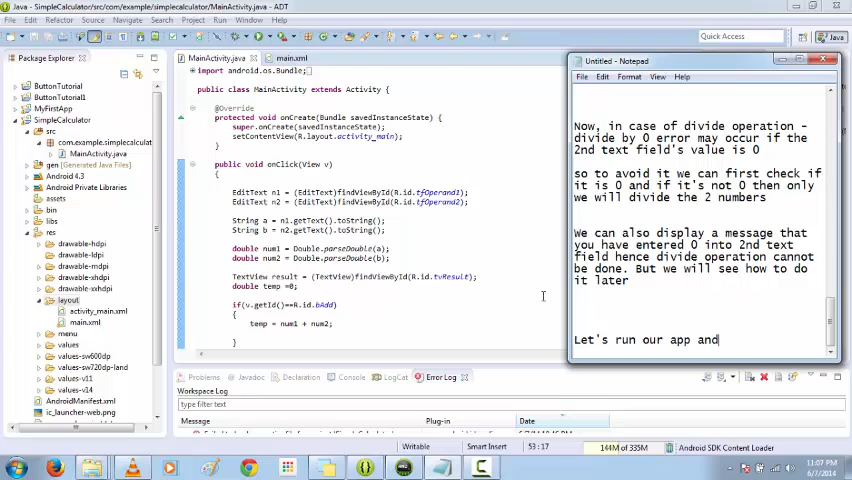 Java - SimpleCalculator/src/com/example/simplecalculator/MainActivity.java - ADT
File Edit Refactor Source Navigate Search Project Run Window Help
Quick Access
Java
Package Explorer
ButtonTutorial
ButtonTutorial1
MyFirstApp
SimpleCalculator
src
com.example.simplecalculat
MainActivity.java
gen [Generated Java Files]
Android 4.3
Android Private Libraries
assets
bin
libs
res
drawable-hdpi
drawable-ldpi
drawable-mdpi
drawable-xhdpi
drawable-xxhdpi
layout
activity_main.xml
main.xml
menu
values
values-sw600dp
values-sw720dp-land
values-v11
values-v14
AndroidManifest.xml
ic_launcher-web.png
MainActivity.java
main.xml
import android.os.Bundle;
public class MainActivity extends Activity {
@Override
protected void onCreate(Bundle savedInstanceState) {
super.onCreate(savedInstanceState);
setContentView(R.layout.activity_main);
}
public void onClick(View v)
{
EditText n1 = (EditText)findViewById(R.id.tfOperand1);
EditText n2 = (EditText)findViewById(R.id.tfOperand2);
String a = n1.getText().toString();
String b = n2.getText().toString();
double num1 = Double.parseDouble(a);
double num2 = Double.parseDouble(b);
TextView result = (TextView)findViewById(R.id.tvResult);
double temp =0;
if(v.getId()==R.id.bAdd)
{
temp = num1 + num2;
}
Untitled - Notepad
File Edit Format View Help
Now, in case of divide operation -
divide by 0 error may occur if the
2nd text field's value is 0
so to avoid it we can first check if
it is 0 and if it's not 0 then only
we will divide the 2 numbers
We can also display a message that
you have entered 0 into 2nd text
field hence divide operation cannot
be done. But we will see how to do
it later
Let's run our app and
Problems Javadoc Declaration Console LogCat Error Log
Workspace Log
type filter text
Message Plug-in Date
Writable Smart Insert 53 : 17 144M of 335M Android SDK Content Loader
11:07 PM
6/7/2014